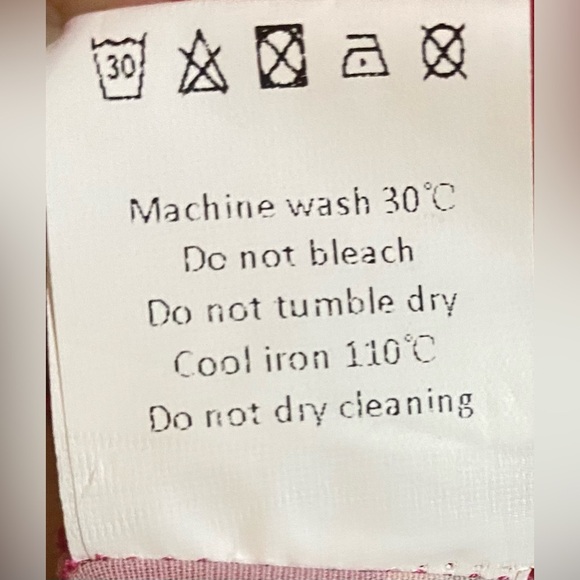 30
Machine wash 30℃
Do not bleach
Do not tumble dry
Cool iron 110℃
Do not dry cleaning